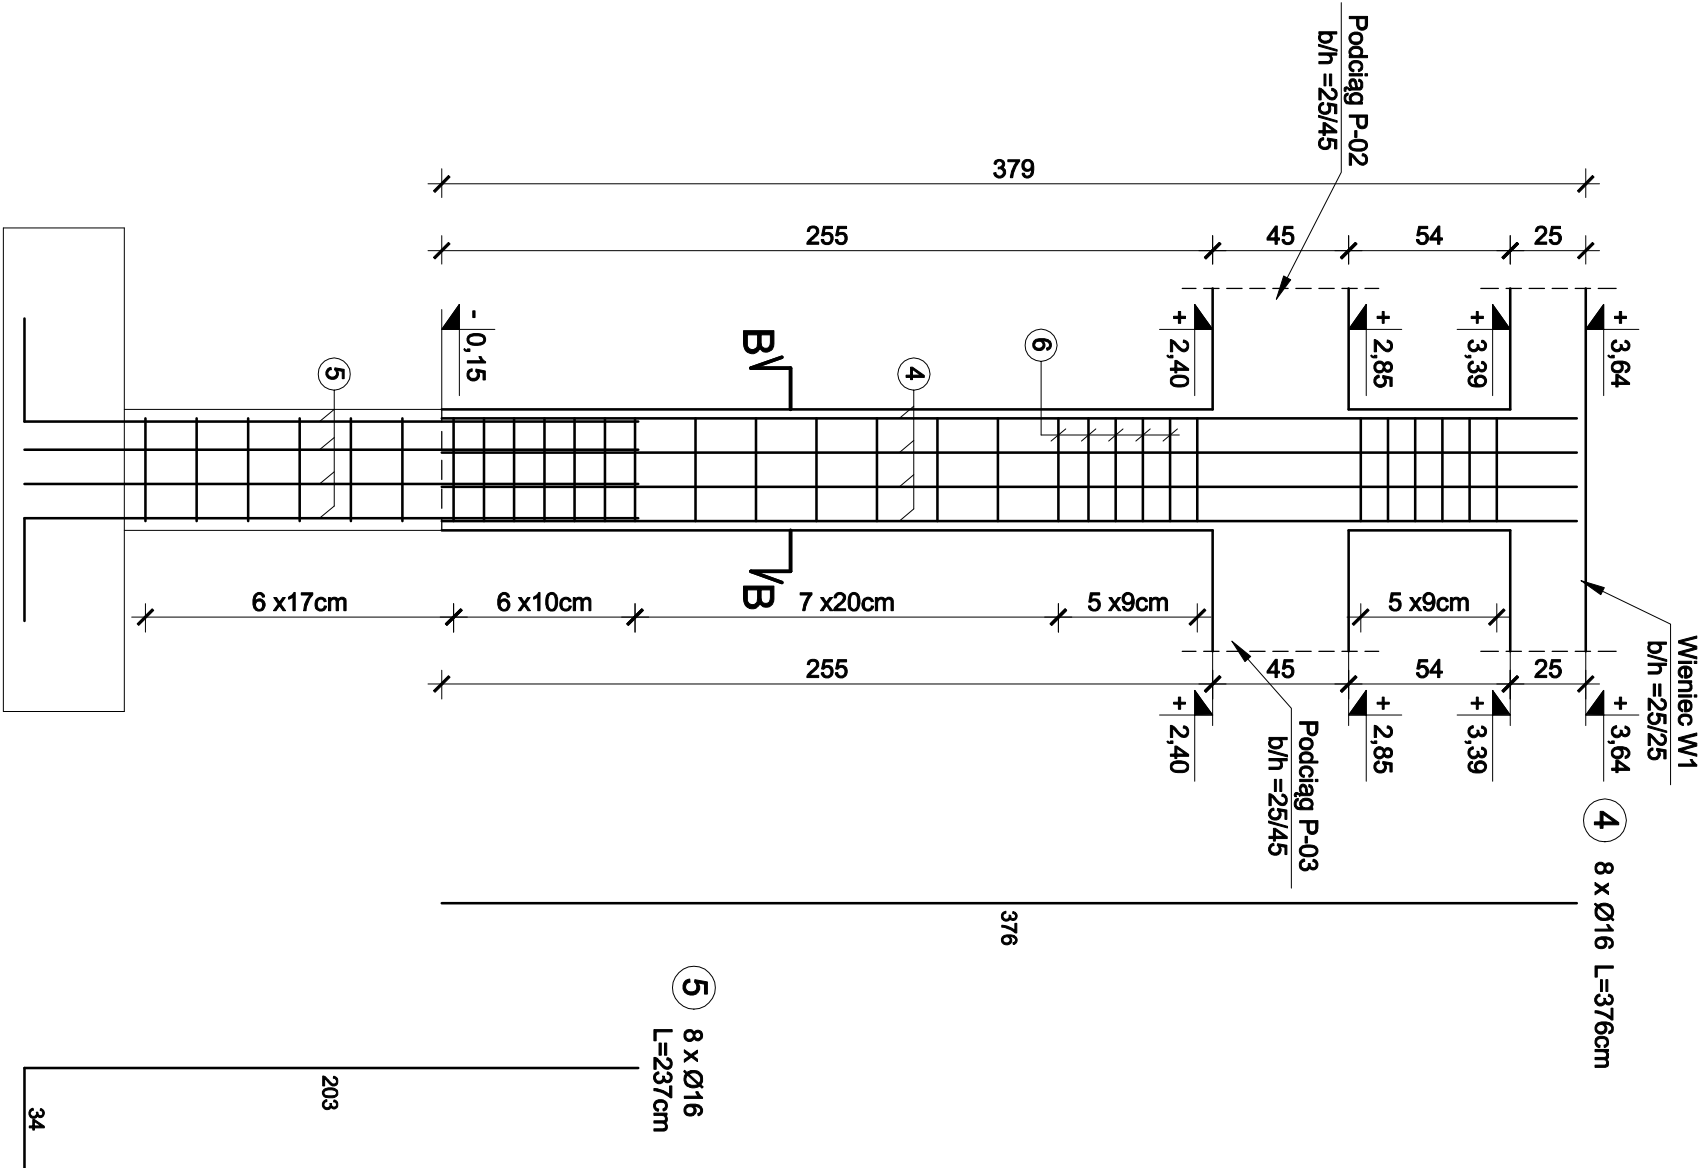 Podciąg P-02
b/h =25/45
379
255
45
54
25
- 0,15
+ 2,40
+ 2,85
+ 3,39
+ 3,64
5
B
4
6
B
6 x17cm
6 x10cm
7 x20cm
5 x9cm
5 x9cm
255
45
54
25
+ 2,40
+ 2,85
+ 3,39
+ 3,64
Wieniec W1
b/h =25/25
Podciąg P-03
b/h =25/45
4 8 x Ø16 L=376cm
376
5 8 x Ø16
L=237cm
203
34